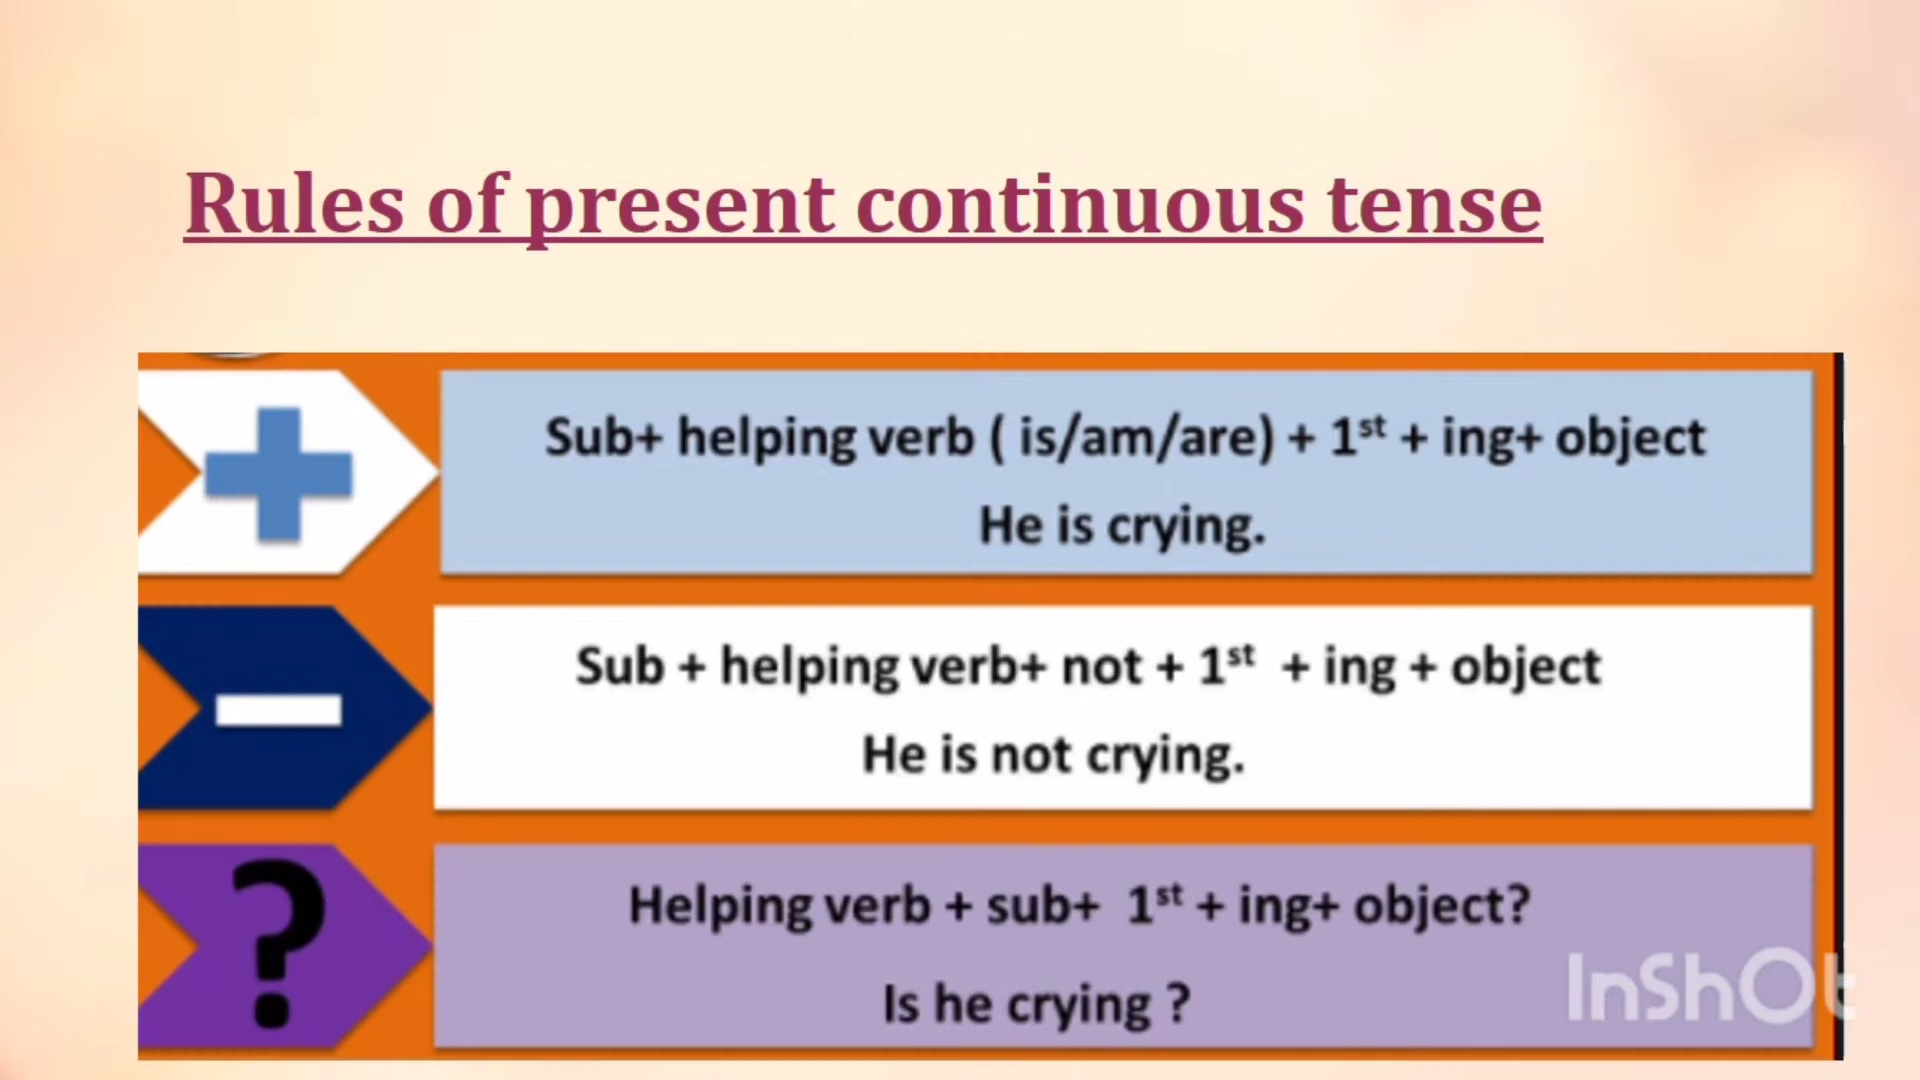 Rules of present continuous tense
Sub+ helping verb ( is/am/are) + 1st + ing+ object
He is crying.
Sub + helping verb+ not + 1st + ing + object
He is not crying.
Helping verb + sub+ 1st + ing+ object?
Is he crying ?
InShOt